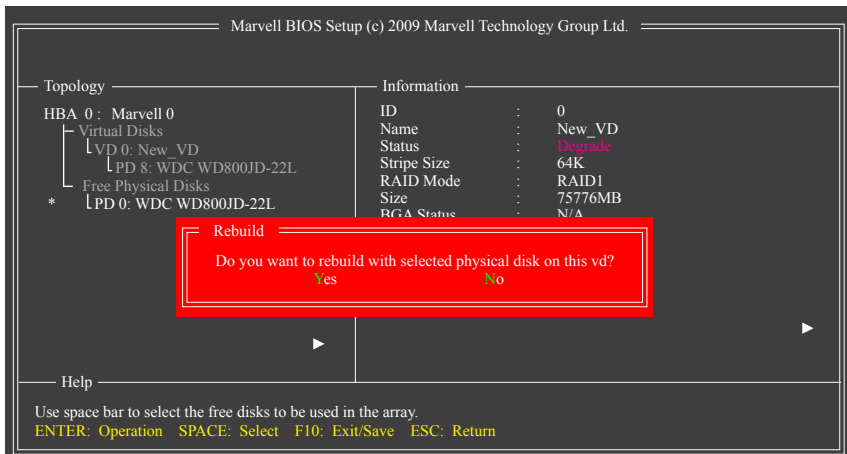 Marvell BIOS Setup (c) 2009 Marvell Technology Group Ltd.
Topology
HBA 0 : Marvell 0
Virtual Disks
VD 0: New_VD
PD 8: WDC WD800JD-22L
Free Physical Disks
* PD 0: WDC WD800JD-22L
Information
ID : 0
Name : New_VD
Status : Degrade
Stripe Size : 64K
RAID Mode : RAID1
Size : 75776MB
BGA Status : N/A
Rebuild
Do you want to rebuild with selected physical disk on this vd?
Yes No
Help
Use space bar to select the free disks to be used in the array.
ENTER: Operation SPACE: Select F10: Exit/Save ESC: Return